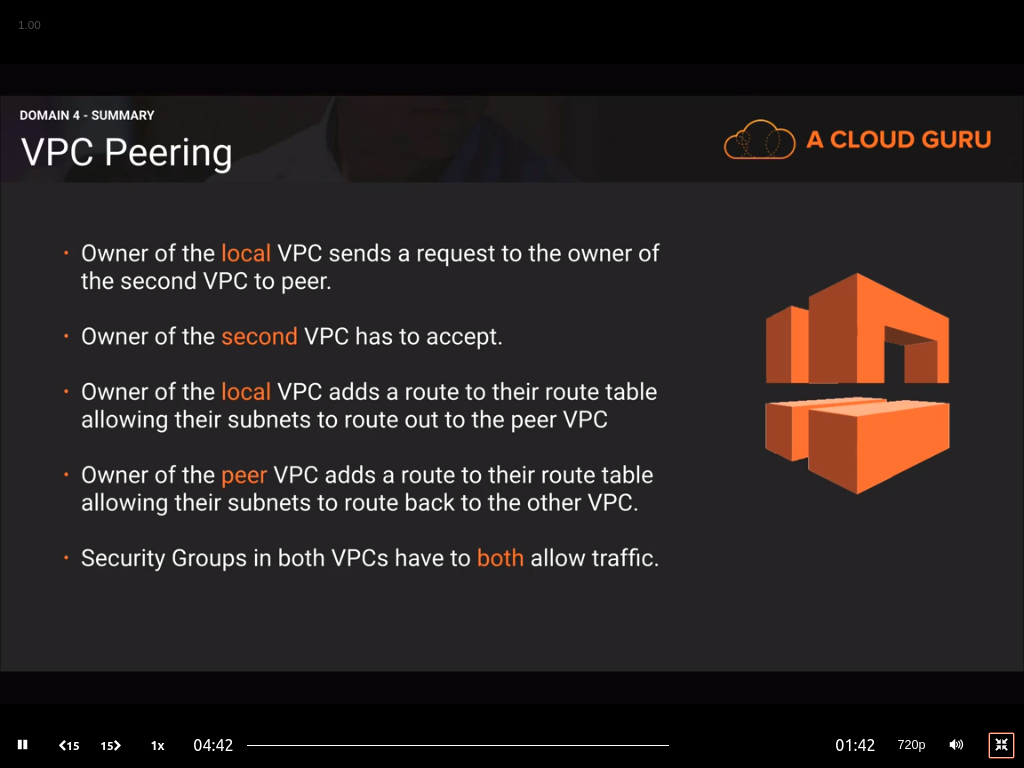 1.00
DOMAIN 4 - SUMMARY
VPC Peering
A CLOUD GURU
· Owner of the local VPC sends a request to the owner of
the second VPC to peer.
· Owner of the second VPC has to accept.
· Owner of the local VPC adds a route to their route table
allowing their subnets to route out to the peer VPC
· Owner of the peer VPC adds a route to their route table
allowing their subnets to route back to the other VPC.
· Security Groups in both VPCs have to both allow traffic.
15 15 1x 04:42 01:42 720p